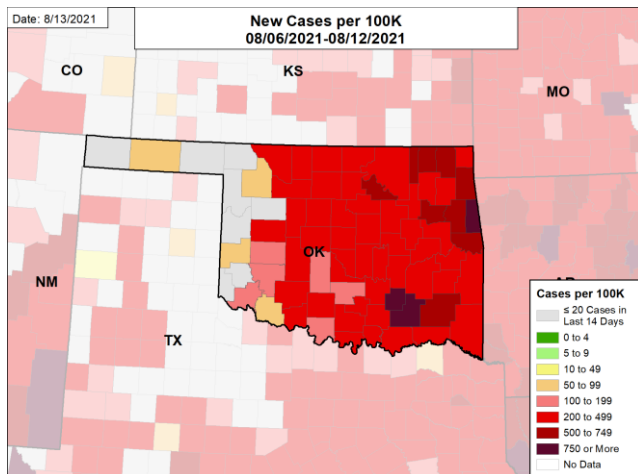 Date: 8/13/2021
New Cases per 100K
08/06/2021-08/12/2021
CO
KS
MO
OK
NM
TX
Cases per 100K
≤ 20 Cases in
Last 14 Days
0 to 4
5 to 9
10 to 49
50 to 99
100 to 199
200 to 499
500 to 749
750 or More
No Data